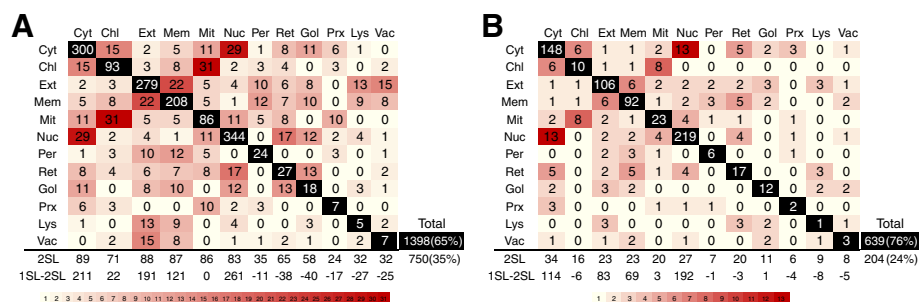 A
Cyt Chl Ext Mem Mit Nuc Per Ret Gol Prx Lys Vac
Cyt 300 15 2 5 11 29 1 8 11 6 1 0
Chl 15 93 3 8 31 2 3 4 0 3 0 2
Ext 2 3 279 22 5 4 10 6 8 0 13 15
Mem 5 8 22 208 5 1 12 7 10 0 9 8
Mit 11 31 5 5 86 11 5 8 0 10 0 0
Nuc 29 2 4 1 11 344 0 17 12 2 4 1
Per 1 3 10 12 5 0 24 0 0 3 0 1
Ret 8 4 6 7 8 17 0 27 13 0 0 2
Gol 11 0 8 10 0 12 0 13 18 0 3 1
Prx 6 3 0 0 10 2 3 0 0 7 0 0
Lys 1 0 13 9 0 4 0 0 3 0 5 2 Total
Vac 0 2 15 8 0 1 1 2 1 0 2 7 1398(65%)
2SL 89 71 88 87 86 83 35 65 58 24 32 32 750(35%)
1SL-2SL 211 22 191 121 0 261 -11 -38 -40 -17 -27 -25
B
Cyt Chl Ext Mem Mit Nuc Per Ret Gol Prx Lys Vac
Cyt 148 6 1 1 2 13 0 5 2 3 0 1
Chl 6 10 1 1 8 0 0 0 0 0 0 0
Ext 1 1 106 6 2 2 2 2 3 0 3 1
Mem 1 1 6 92 2 2 3 5 2 0 0 2
Mit 2 8 2 2 23 4 1 1 0 1 0 0
Nuc 13 0 2 2 4 219 0 4 0 1 0 1
Per 0 0 2 3 1 0 6 0 0 1 0 0
Ret 5 0 2 5 1 4 0 17 0 0 3 0
Gol 2 0 3 2 0 0 0 0 12 0 2 2
Prx 3 0 0 0 1 1 1 0 0 2 0 0
Lys 0 0 3 0 0 0 0 3 2 0 1 1 Total
Vac 1 0 1 2 0 1 0 0 2 0 1 3 639(76%)
2SL 34 16 23 23 20 27 7 20 11 6 9 8 204 (24%)
1SL-2SL 114 -6 83 69 3 192 -1 -3 1 -4 -8 -5